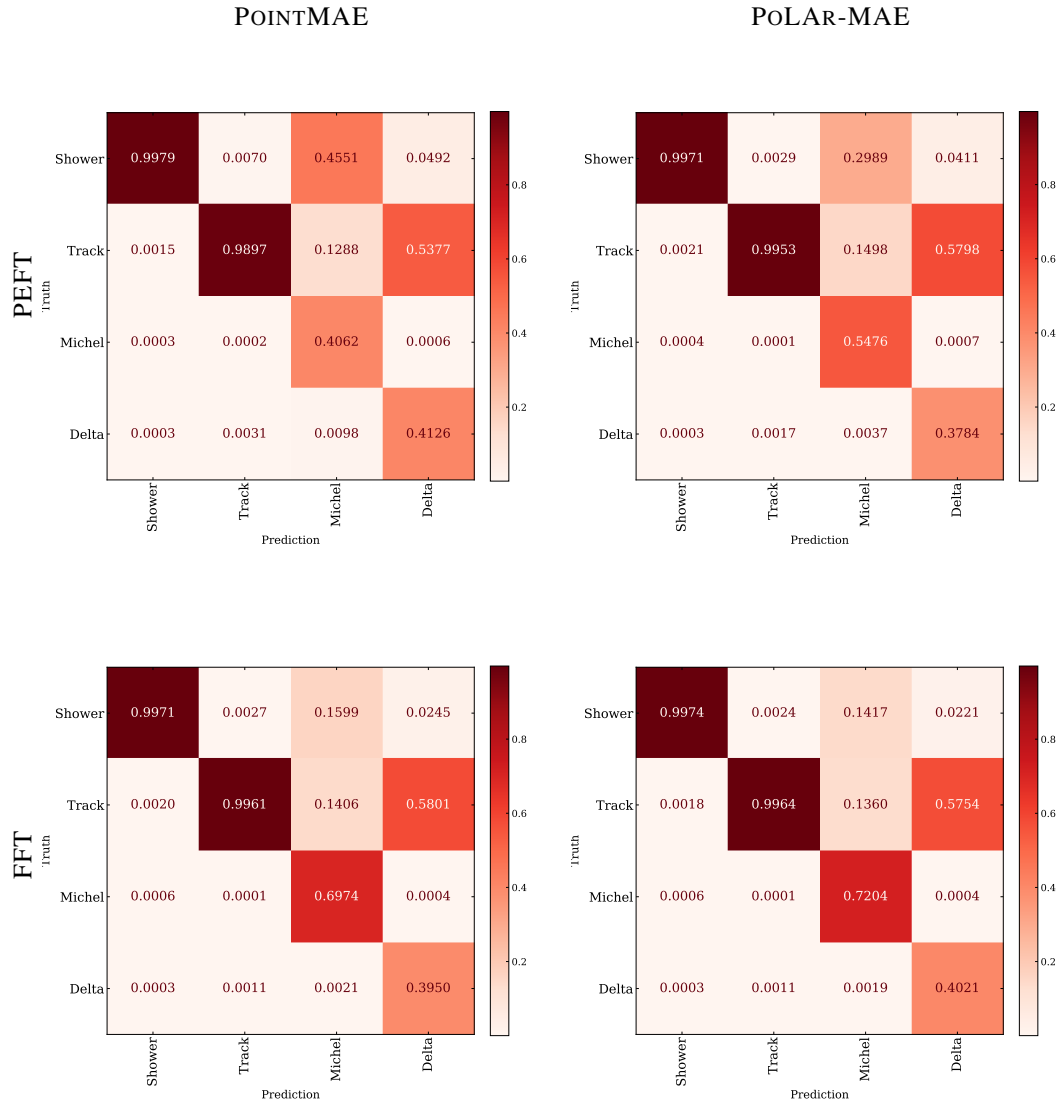 POINTMAE
POLAR-MAE
PEFT
Truth
Shower 0.9979 0.0070 0.4551 0.0492
Track 0.0015 0.9897 0.1288 0.5377
Michel 0.0003 0.0002 0.4062 0.0006
Delta 0.0003 0.0031 0.0098 0.4126
Shower Track Michel Delta
Prediction
0.8
0.6
0.4
0.2
Truth
Shower 0.9971 0.0029 0.2989 0.0411
Track 0.0021 0.9953 0.1498 0.5798
Michel 0.0004 0.0001 0.5476 0.0007
Delta 0.0003 0.0017 0.0037 0.3784
Shower Track Michel Delta
Prediction
0.8
0.6
0.4
0.2
FFT
Truth
Shower 0.9971 0.0027 0.1599 0.0245
Track 0.0020 0.9961 0.1406 0.5801
Michel 0.0006 0.0001 0.6974 0.0004
Delta 0.0003 0.0011 0.0021 0.3950
Shower Track Michel Delta
Prediction
0.8
0.6
0.4
0.2
Truth
Shower 0.9974 0.0024 0.1417 0.0221
Track 0.0018 0.9964 0.1360 0.5754
Michel 0.0006 0.0001 0.7204 0.0004
Delta 0.0003 0.0011 0.0019 0.4021
Shower Track Michel Delta
Prediction
0.8
0.6
0.4
0.2